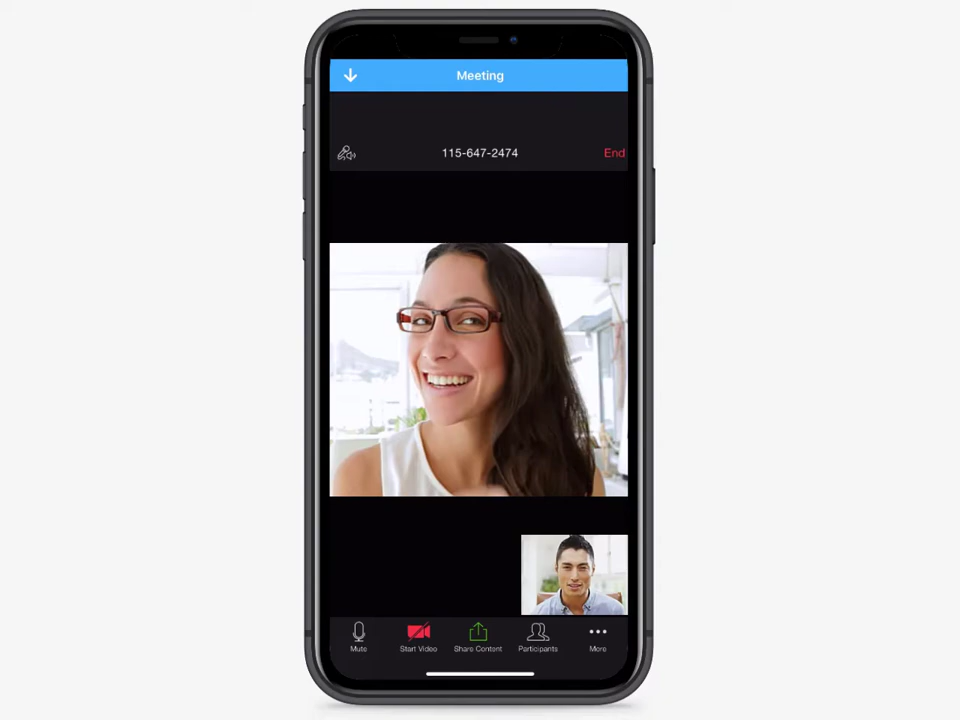 Meeting
115-647-2474
End
Mute
Start Video
Share Content
Participants
More